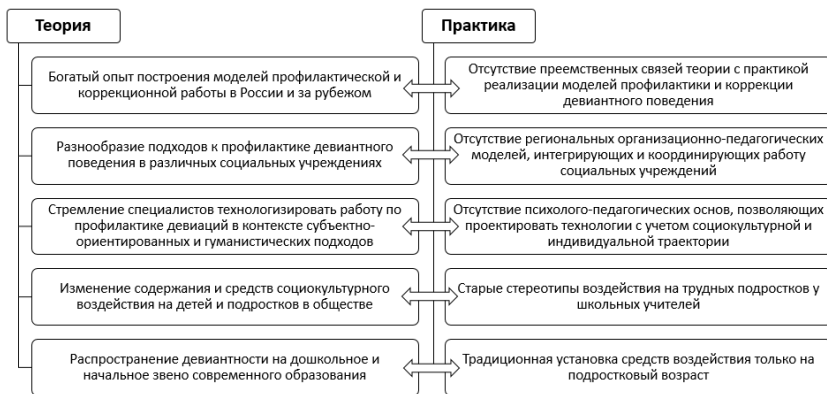 Теория
Практика
Богатый опыт построения моделей профилактической и
коррекционной работы в России и за рубежом
Отсутствие преемственных связей теории с практикой
реализации моделей профилактики и коррекции
девиантного поведения
Разнообразие подходов к профилактике девиантного
поведения в различных социальных учреждениях
Отсутствие региональных организационно-педагогических
моделей, интегрирующих и координирующих работу
социальных учреждений
Стремление специалистов технологизировать работу по
профилактике девиаций в контексте субъектно-
ориентированных и гуманистических подходов
Отсутствие психолого-педагогических основ, позволяющих
проектировать технологии с учетом социокультурной и
индивидуальной траектории
Изменение содержания и средств социокультурного
воздействия на детей и подростков в обществе
Старые стереотипы воздействия на трудных подростков у
школьных учителей
Распространение девиантности на дошкольное и
начальное звено современного образования
Традиционная установка средств воздействия только на
подростковый возраст